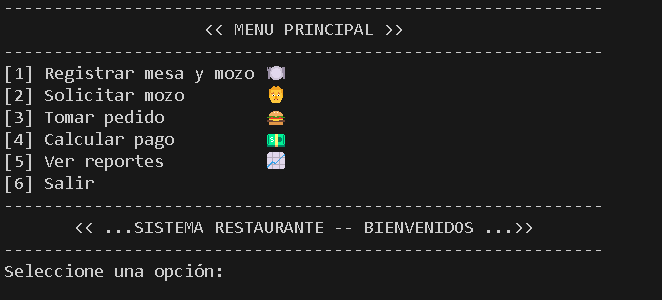 ------------------------------------------------------------
<< MENU PRINCIPAL >>
------------------------------------------------------------
[1] Registrar mesa y mozo 🍽️
[2] Solicitar mozo 👨
[3] Tomar pedido 🍔
[4] Calcular pago 💵
[5] Ver reportes 📈
[6] Salir
------------------------------------------------------------
<< ...SISTEMA RESTAURANTE -- BIENVENIDOS ...>>
------------------------------------------------------------
Seleccione una opción: